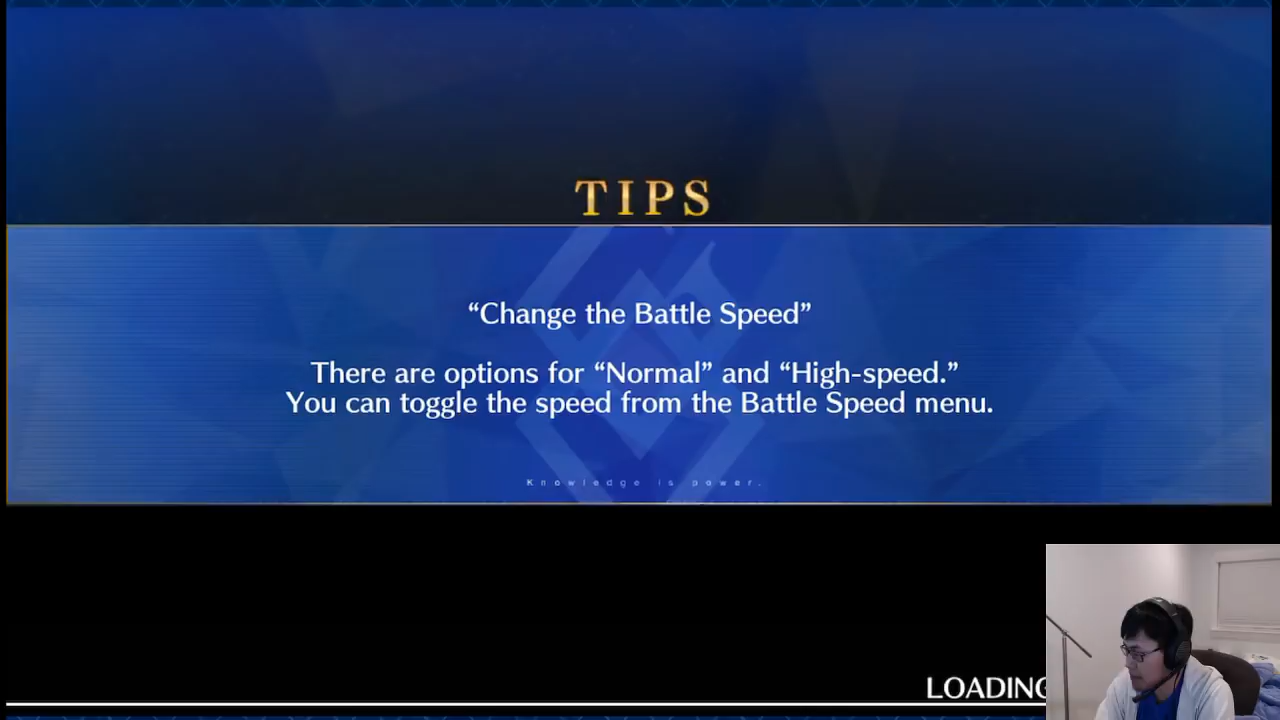 TIPS
“Change the Battle Speed”
There are options for “Normal” and “High-speed.”
You can toggle the speed from the Battle Speed menu.
Knowledge is power.
LOADING